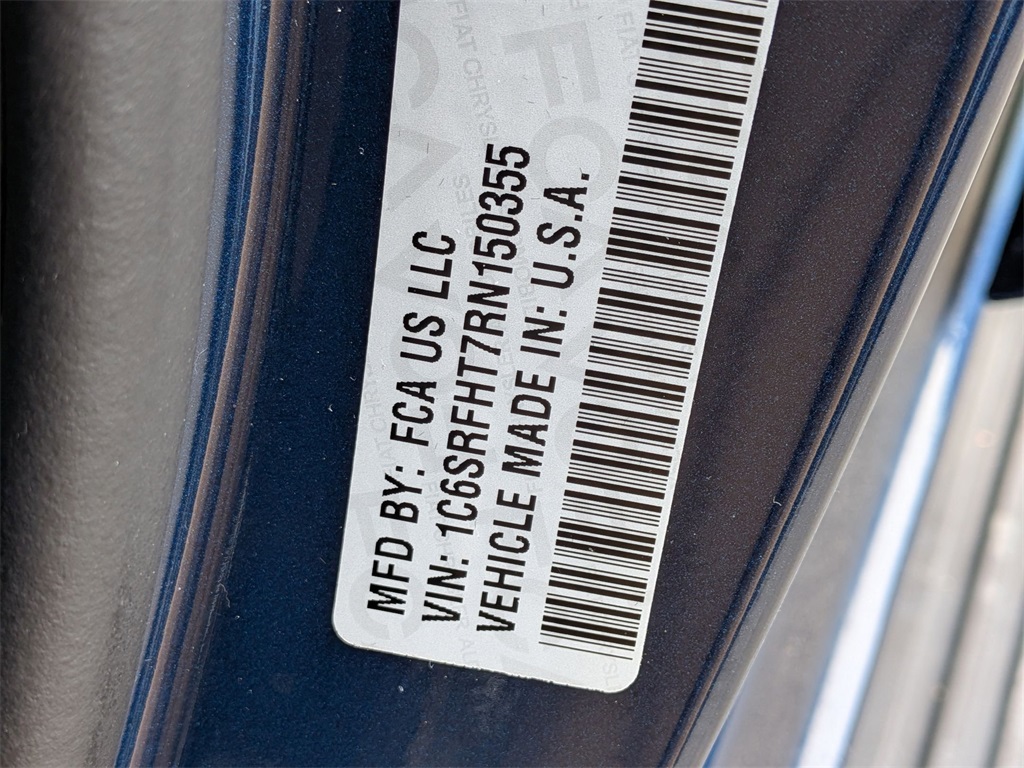 MFD BY: FCA US LLC
VIN: 1C6SRFHT7RN150355
VEHICLE MADE IN: U.S.A.